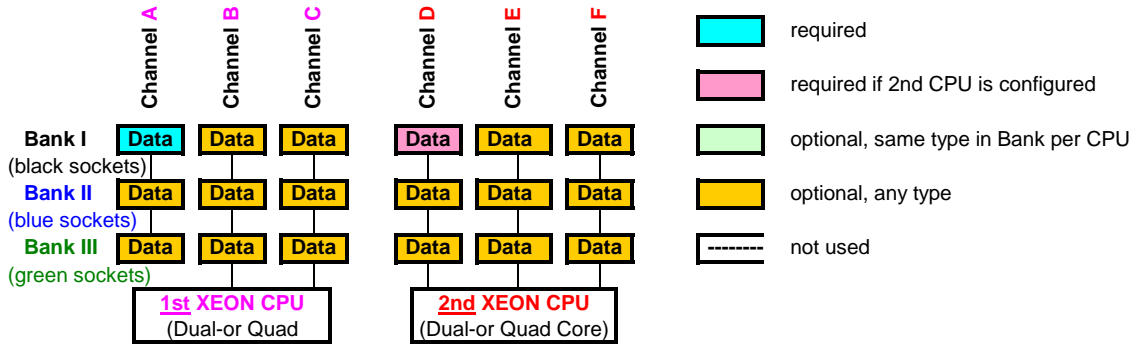 Channel A
Channel B
Channel C
Channel D
Channel E
Channel F
required
required if 2nd CPU is configured
optional, same type in Bank per CPU
optional, any type
-------- not used
Bank I Data Data Data Data Data Data
(black sockets)
Bank II Data Data Data Data Data Data
(blue sockets)
Bank III Data Data Data Data Data Data
(green sockets)
1st XEON CPU
(Dual-or Quad
2nd XEON CPU
(Dual-or Quad Core)